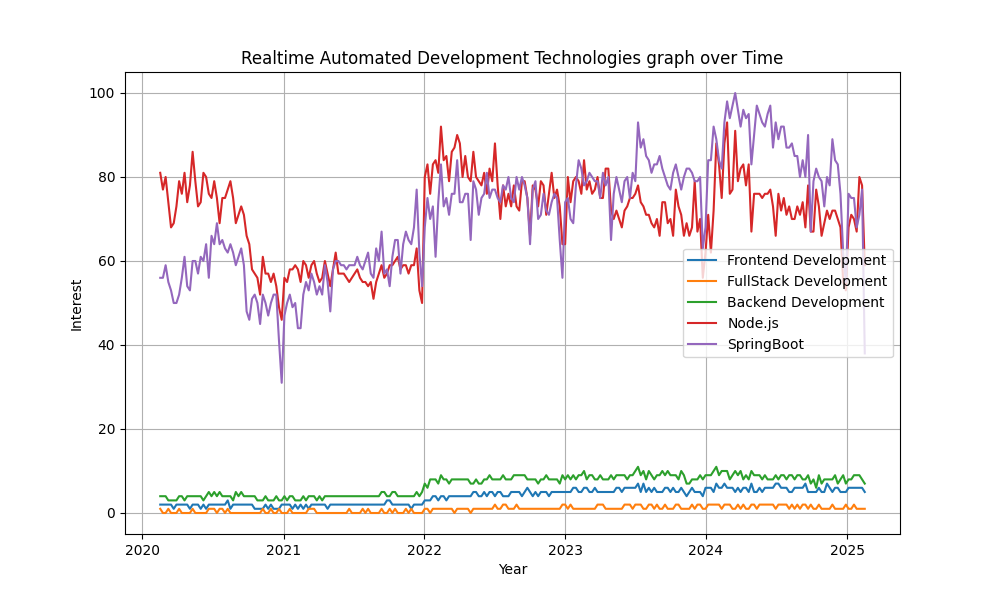 Realtime Automated Development Technologies graph over Time
Interest
100
80
60
40
20
0
Frontend Development
FullStack Development
Backend Development
Node.js
SpringBoot
2020 2021 2022 2023 2024 2025
Year